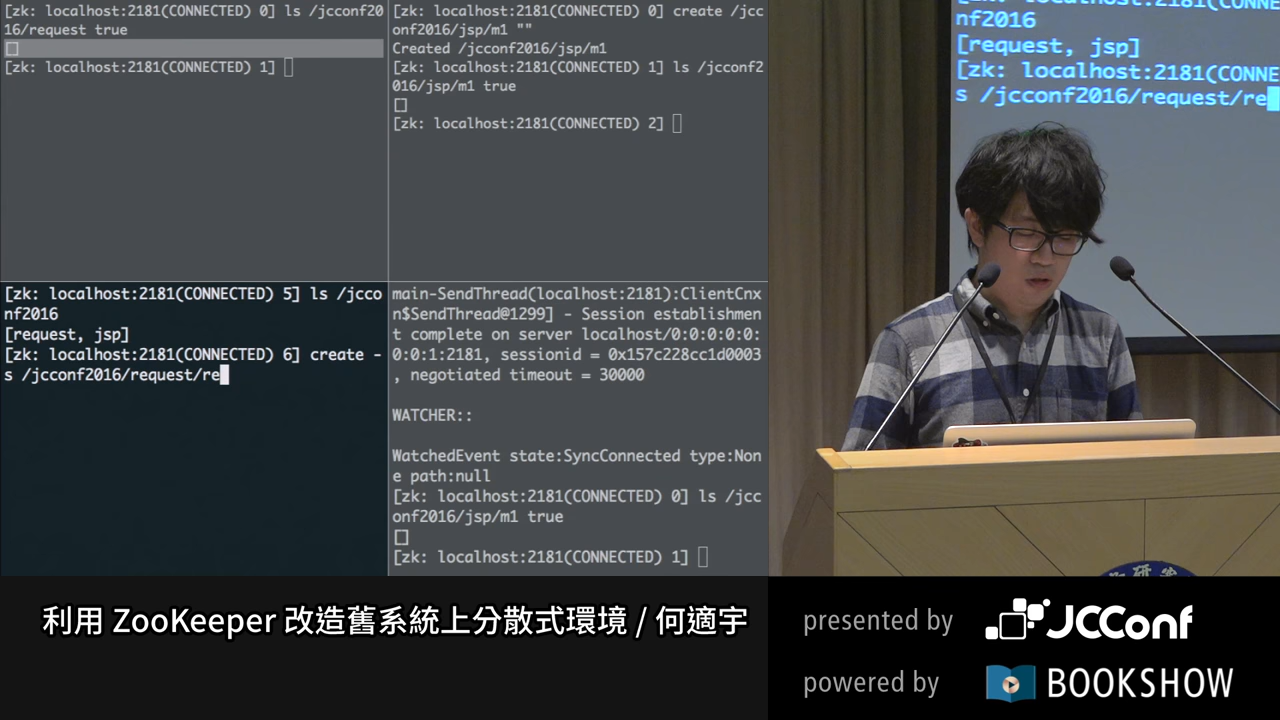 [zk: localhost:2181(CONNECTED) 0] ls /jcconf20
16/request true
[]
[zk: localhost:2181(CONNECTED) 1]
[zk: localhost:2181(CONNECTED) 0] create /jcc
onf2016/jsp/m1 ""
Created /jcconf2016/jsp/m1
[zk: localhost:2181(CONNECTED) 1] ls /jcconf2
016/jsp/m1 true
[]
[zk: localhost:2181(CONNECTED) 2]
[zk: localhost:2181(CONNECTED) 5] ls /jcco
nf2016
[request, jsp]
[zk: localhost:2181(CONNECTED) 6] create -
s /jcconf2016/request/re
main-SendThread(localhost:2181):ClientCnx
n$SendThread@1299] - Session establishmen
t complete on server localhost/0:0:0:0:0:
0:0:1:2181, sessionid = 0x157c228cc1d0003
, negotiated timeout = 30000
WATCHER::
WatchedEvent state:SyncConnected type:Non
e path:null
[zk: localhost:2181(CONNECTED) 0] ls /jcc
onf2016/jsp/m1 true
[]
[zk: localhost:2181(CONNECTED) 1]
nf2016
[request, jsp]
[zk: localhost:2181(CONNE
s /jcconf2016/request/re
利用 ZooKeeper 改造舊系統上分散式環境 / 何適宇
presented by JCConf
powered by BOOKSHOW